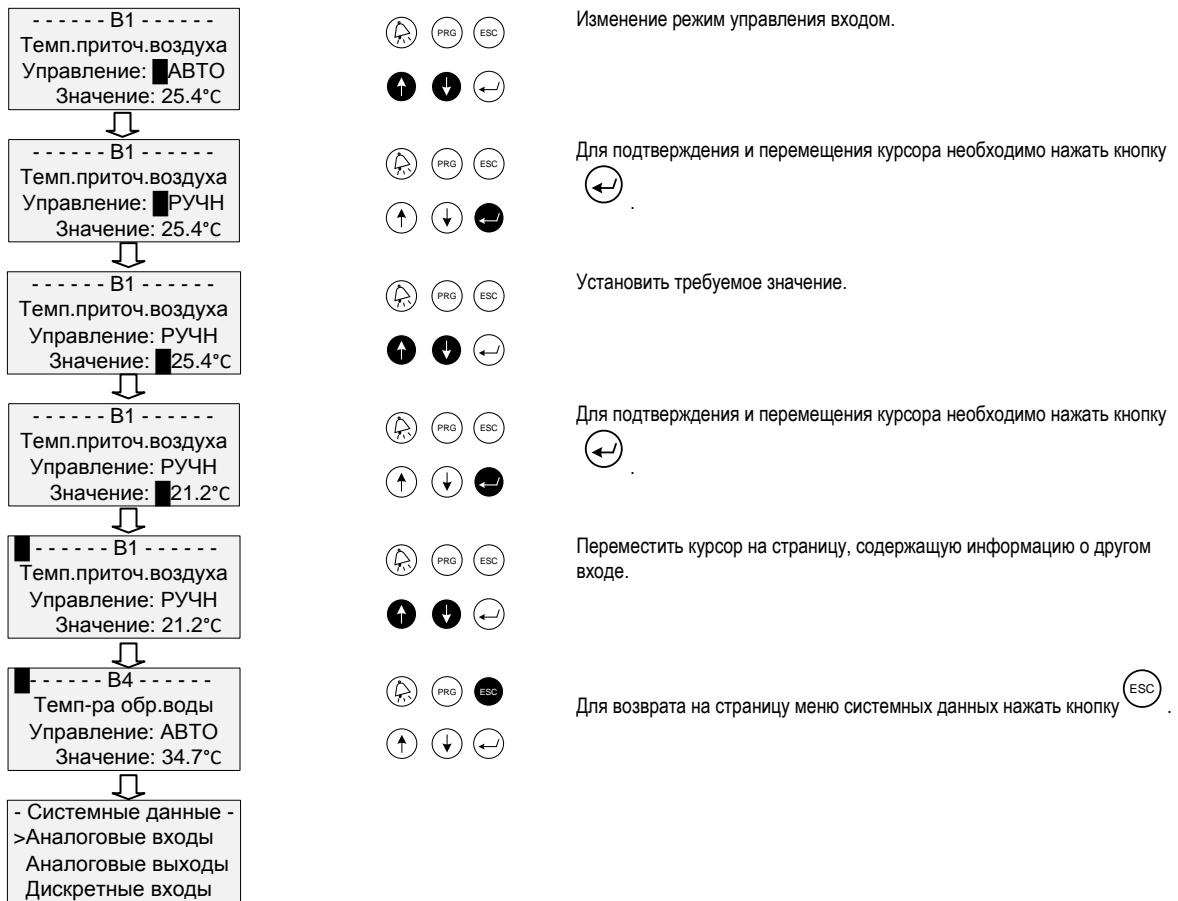 - - - - - - B1 - - - - - -
Темп.приточ.воздуха
Управление: АВТО
Значение: 25.4°C
PRG ESC
Изменение режим управления входом.
- - - - - - B1 - - - - - -
Темп.приточ.воздуха
Управление: РУЧН
Значение: 25.4°C
PRG ESC
Для подтверждения и перемещения курсора необходимо нажать кнопку
.
- - - - - - B1 - - - - - -
Темп.приточ.воздуха
Управление: РУЧН
Значение: 25.4°C
PRG ESC
Установить требуемое значение.
- - - - - - B1 - - - - - -
Темп.приточ.воздуха
Управление: РУЧН
Значение: 21.2°C
PRG ESC
Для подтверждения и перемещения курсора необходимо нажать кнопку
.
- - - - - - B1 - - - - - -
Темп.приточ.воздуха
Управление: РУЧН
Значение: 21.2°C
PRG ESC
Переместить курсор на страницу, содержащую информацию о другом
входе.
- - - - - - B4 - - - - - -
Темп-ра обр.воды
Управление: АВТО
Значение: 34.7°C
PRG ESC
Для возврата на страницу меню системных данных нажать кнопку ESC .
- Системные данные -
>Аналоговые входы
Аналоговые выходы
Дискретные входы